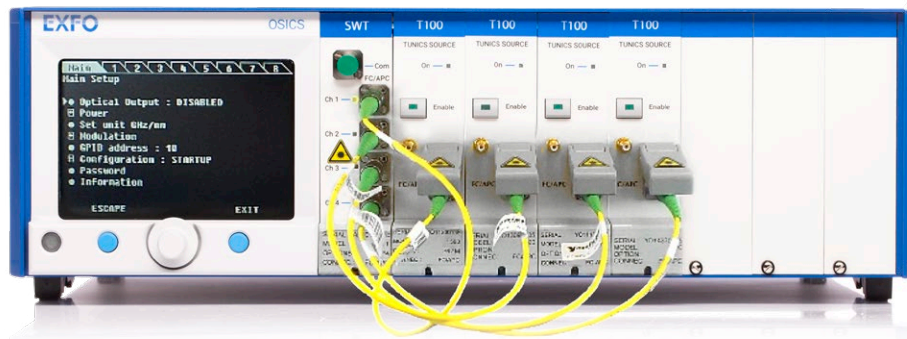 EXFO
OSICS
Main 1 2 3 4 5 6 7 8
Main Setup
Optical Output : DISABLED
Power
Set unit GHz/nm
Modulation
GPIB address : 10
Configuration : STARTUP
Password
Information
ESCAPE EXIT
SWT
Com
FC/APC
Ch 1
Ch 2
Ch 3
T100
TUNICS SOURCE
On
Enable
T100
TUNICS SOURCE
On
Enable
FC/APC
T100
TUNICS SOURCE
On
Enable
FC/APC
T100
TUNICS SOURCE
On
Enable
FC/APC
SERIAL
MODEL
OPTION
CONNEC